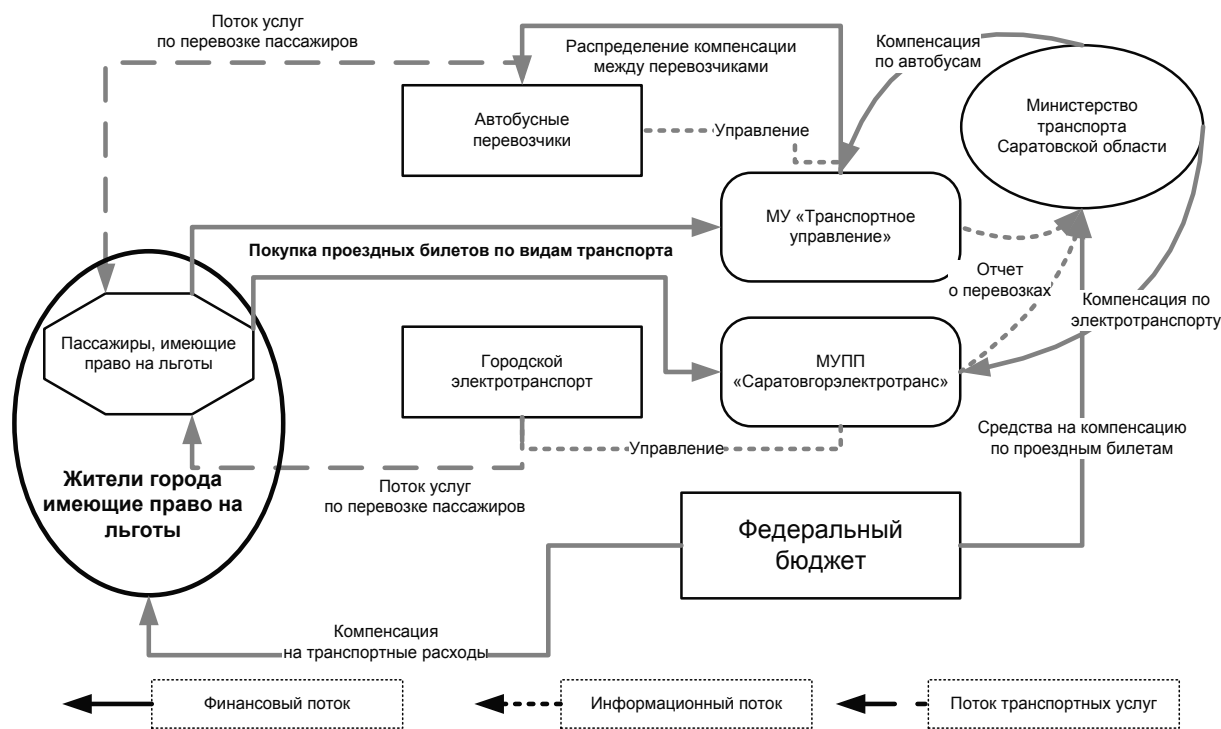 Поток услуг
по перевозке пассажиров
Распределение компенсации
между перевозчиками
Компенсация
по автобусам
Министерство
транспорта
Саратовской области
Автобусные
перевозчики
Управление
МУ «Транспортное
управление»
Покупка проездных билетов по видам транспорта
Отчет
о перевозках
Компенсация по
электротранспорту
Пассажиры, имеющие
право на льготы
Городской
электротранспорт
МУПП
«Саратовгорэлектротранс»
Управление
Средства на компенсацию
по проездным билетам
Жители города
имеющие право на
льготы
Поток услуг
по перевозке пассажиров
Федеральный
бюджет
Компенсация
на транспортные расходы
Финансовый поток
Информационный поток
Поток транспортных услуг